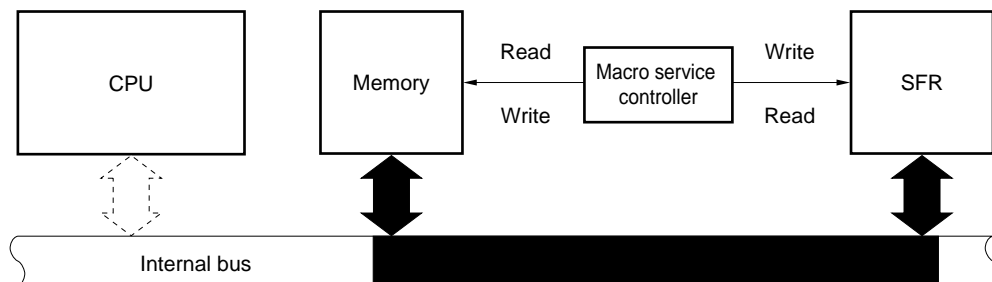 CPU
Memory
Read
Write
Macro service
controller
Write
Read
SFR
Internal bus